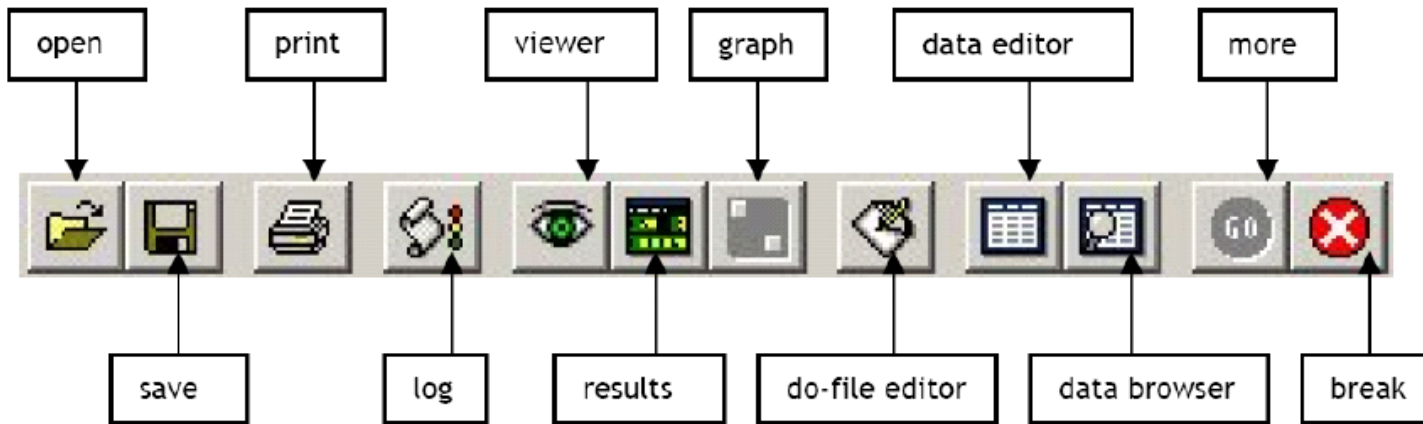 open
print
viewer
graph
data editor
more
GO
save
log
results
do-file editor
data browser
break